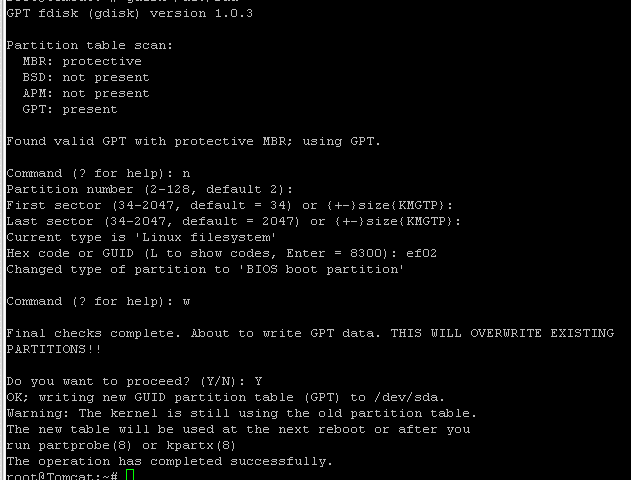 GPT fdisk (gdisk) version 1.0.3
Partition table scan:
MBR: protective
BSD: not present
APM: not present
GPT: present
Found valid GPT with protective MBR; using GPT.
Command (? for help): n
Partition number (2-128, default 2):
First sector (34-2047, default = 34) or {+-}size{KMGTP}:
Last sector (34-2047, default = 2047) or {+-}size{KMGTP}:
Current type is 'Linux filesystem'
Hex code or GUID (L to show codes, Enter = 8300): ef02
Changed type of partition to 'BIOS boot partition'
Command (? for help): w
Final checks complete. About to write GPT data. THIS WILL OVERWRITE EXISTING
PARTITIONS!!
Do you want to proceed? (Y/N): Y
OK; writing new GUID partition table (GPT) to /dev/sda.
Warning: The kernel is still using the old partition table.
The new table will be used at the next reboot or after you
run partprobe(8) or kpartx(8)
The operation has completed successfully.
root@Tomcat:~#